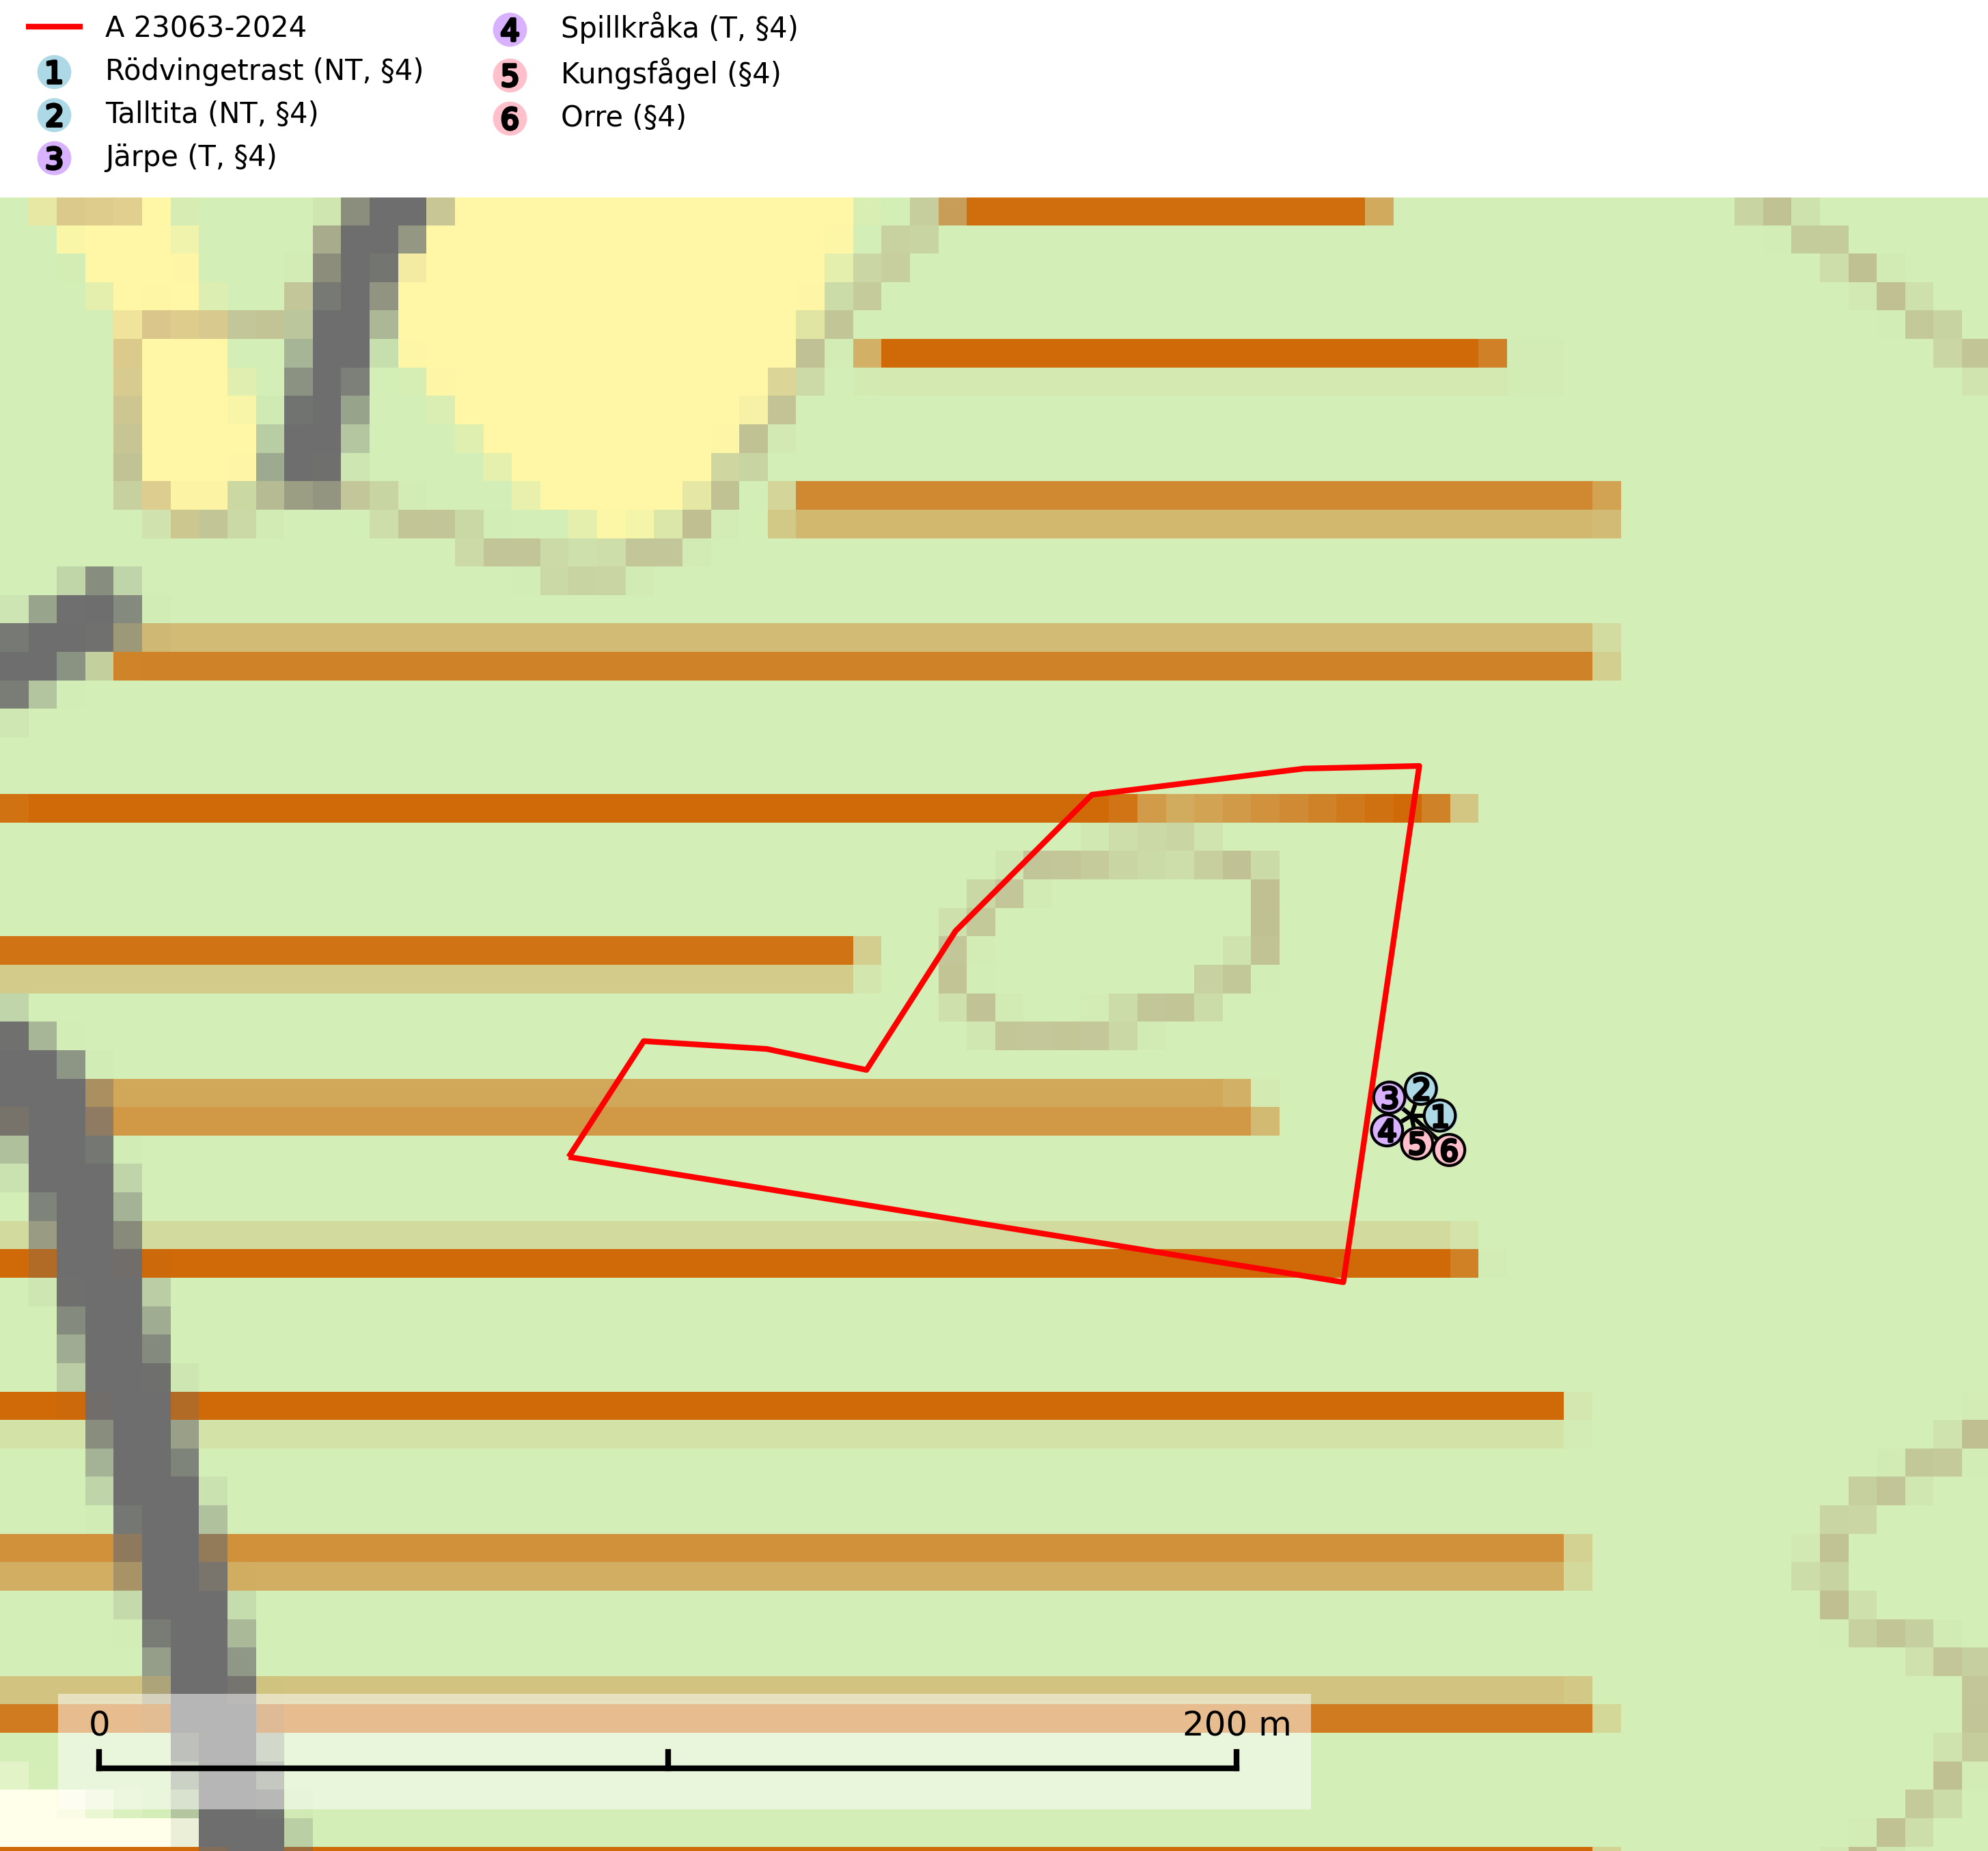 A 23063-2024
1 Rödvingetrast (NT, §4)
2 Talltita (NT, §4)
3 Järpe (T, §4)
4 Spillkråka (T, §4)
5 Kungsfågel (§4)
6 Orre (§4)
3 2
1
4
5 6
0 200 m